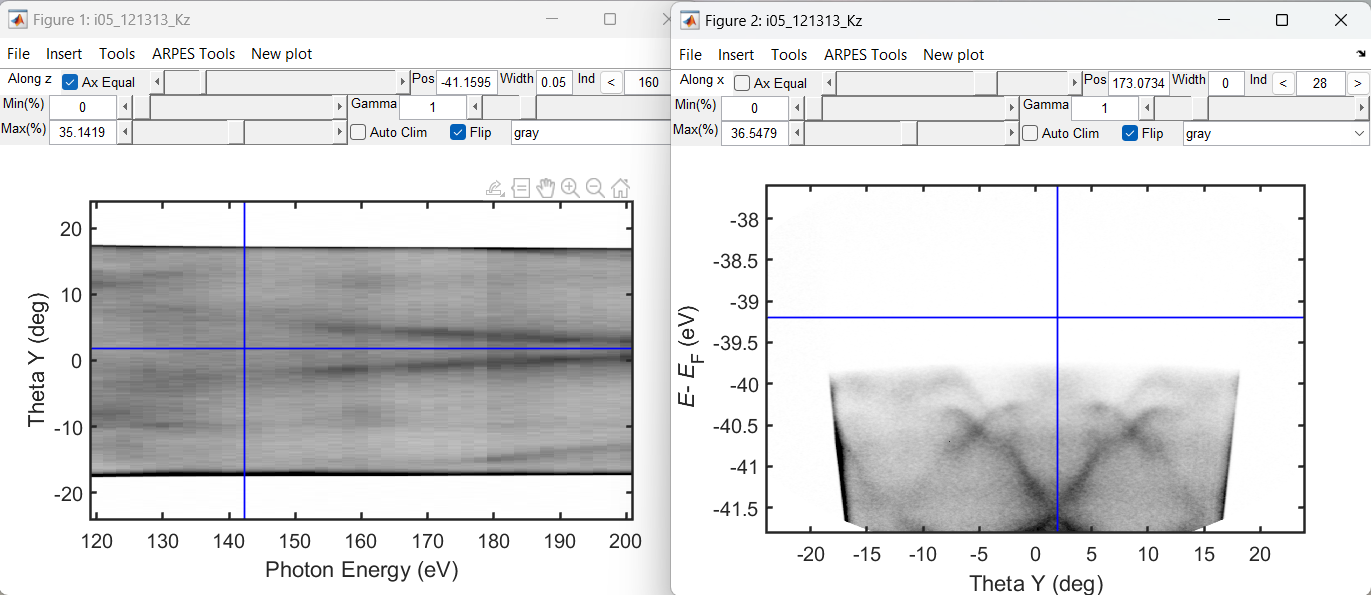 Figure 1: i05_121313_Kz
File Insert Tools ARPES Tools New plot
Along z Ax Equal Pos -41.1595 Width 0.05 Ind < 160
Min(%) 0 Gamma 1
Max(%) 35.1419 Auto Clim Flip gray
20
10
0
-10
-20
Theta Y (deg)
120 130 140 150 160 170 180 190 200
Photon Energy (eV)
Figure 2: i05_121313_Kz
File Insert Tools ARPES Tools New plot
Along x Ax Equal Pos 173.0734 Width 0 Ind < 28 >
Min(%) 0 Gamma 1
Max(%) 36.5479 Auto Clim Flip gray
-38
-38.5
-39
-39.5
-40
-40.5
-41
-41.5
E- EF (eV)
-20 -15 -10 -5 0 5 10 15 20
Theta Y (deg)